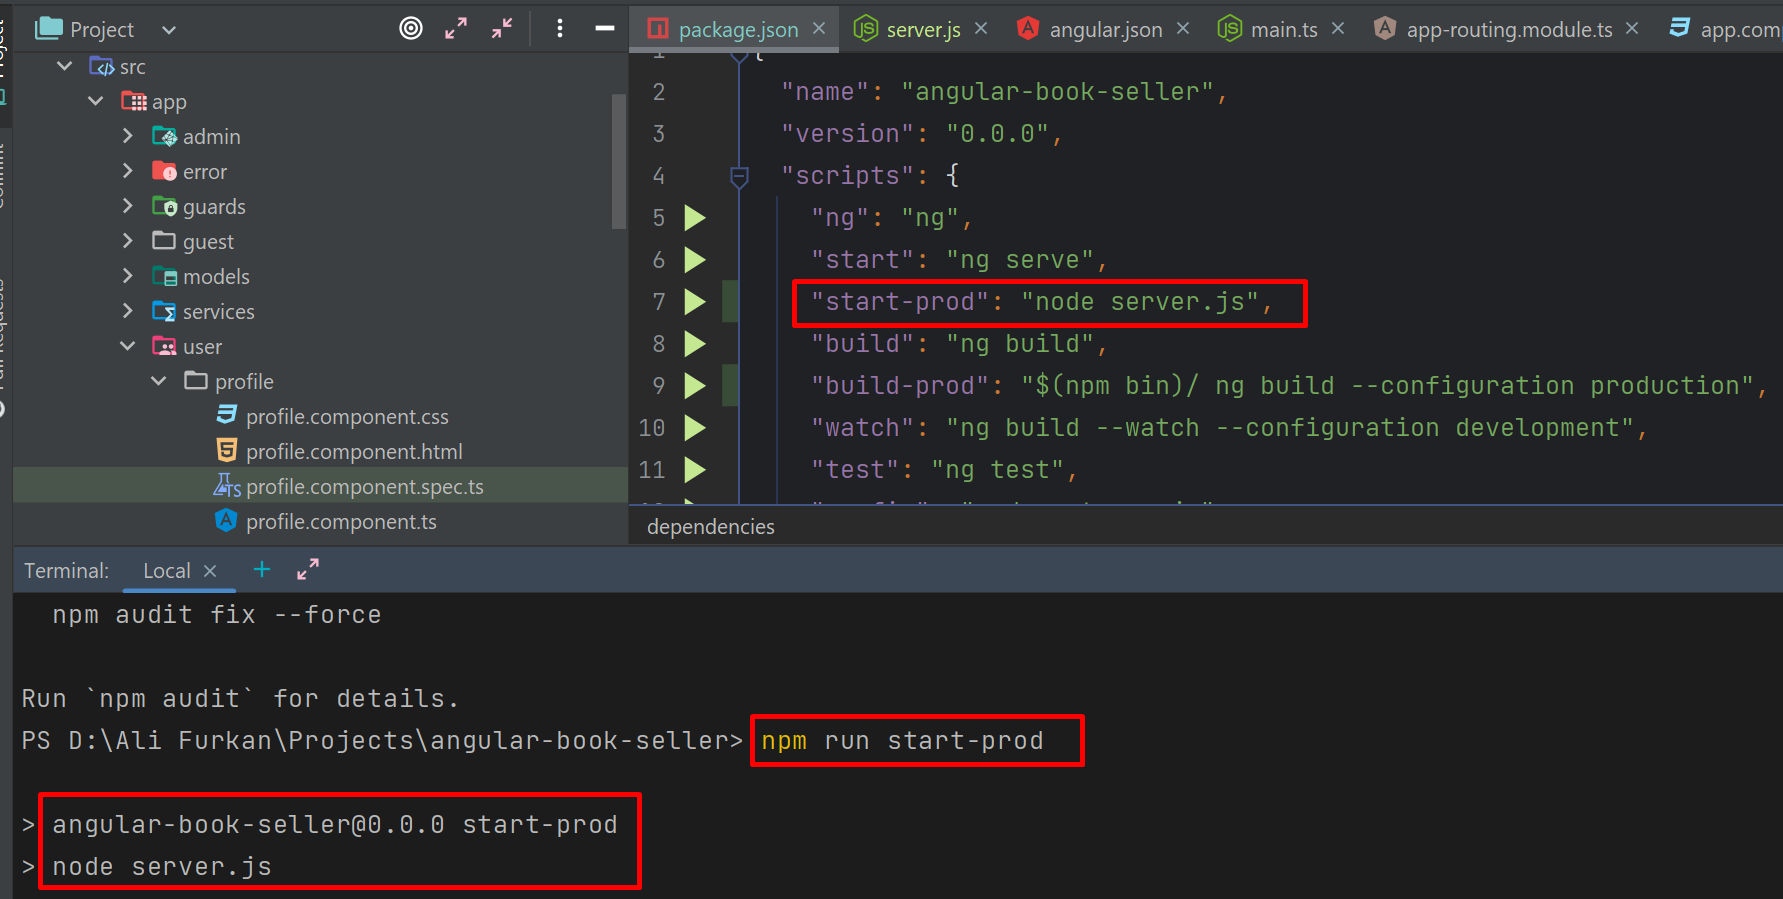 Project
package.json
server.js
angular.json
main.ts
app-routing.module.ts
app.com
src
app
admin
error
guards
guest
models
services
user
profile
profile.component.css
profile.component.html
profile.component.spec.ts
profile.component.ts
1 {
2 "name": "angular-book-seller",
3 "version": "0.0.0",
4 "scripts": {
5 "ng": "ng",
6 "start": "ng serve",
7 "start-prod": "node server.js",
8 "build": "ng build",
9 "build-prod": "$(npm bin)/ ng build --configuration production",
10 "watch": "ng build --watch --configuration development",
11 "test": "ng test",
dependencies
Terminal: Local
npm audit fix --force
Run `npm audit` for details.
PS D:\Ali Furkan\Projects\angular-book-seller> npm run start-prod
> angular-book-seller@0.0.0 start-prod
> node server.js